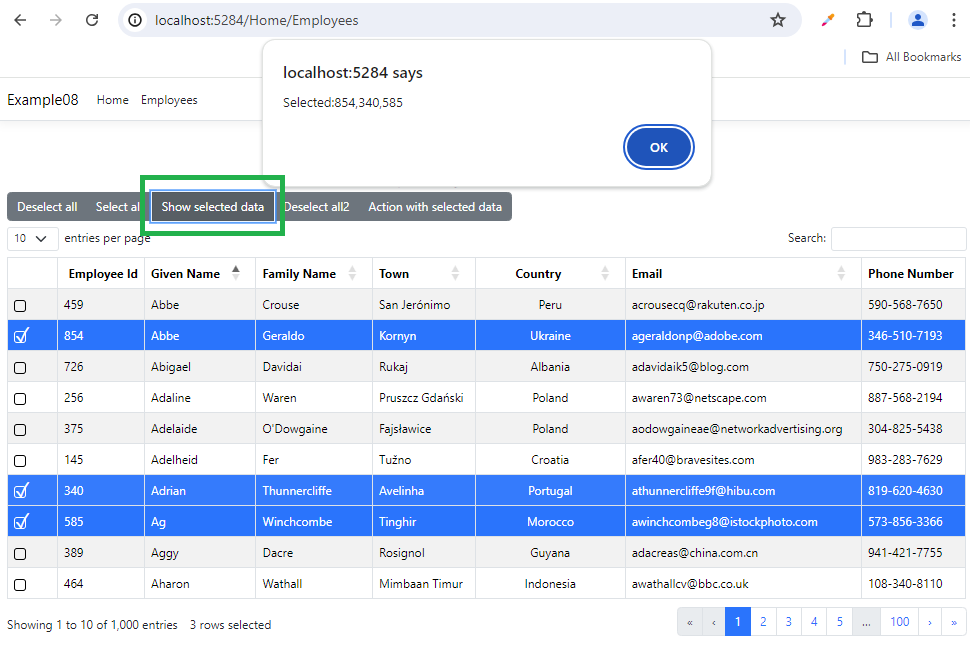 localhost:5284/Home/Employees
All Bookmarks
localhost:5284 says
Selected:854,340,585
OK
Example08 Home Employees
Deselect all Select al Show selected data Deselect all2 Action with selected data
10 entries per page Search:
Employee Id Given Name Family Name Town Country Email Phone Number
459 Abbe Crouse San Jerónimo Peru acrousecq@rakuten.co.jp 590-568-7650
854 Abbe Geraldo Kornyn Ukraine ageraldonp@adobe.com 346-510-7193
726 Abigael Davidai Rukaj Albania adavidaik5@blog.com 750-275-0919
256 Adaline Waren Pruszcz Gdański Poland awaren73@netscape.com 887-568-2194
375 Adelaide O'Dowgaine Fajsławice Poland aodowgaineae@networkadvertising.org 304-825-5438
145 Adelheid Fer Tužno Croatia afer40@bravesites.com 983-283-7629
340 Adrian Thunnercliffe Avelinha Portugal athunnercliffe9f@hibu.com 819-620-4630
585 Ag Winchcombe Tinghir Morocco awinchcombeg8@istockphoto.com 573-856-3366
389 Aggy Dacre Rosignol Guyana adacreas@china.com.cn 941-421-7755
464 Aharon Wathall Mimbaan Timur Indonesia awathallcv@bbc.co.uk 108-340-8110
Showing 1 to 10 of 1,000 entries 3 rows selected « ‹ 1 2 3 4 5 ... 100 › »